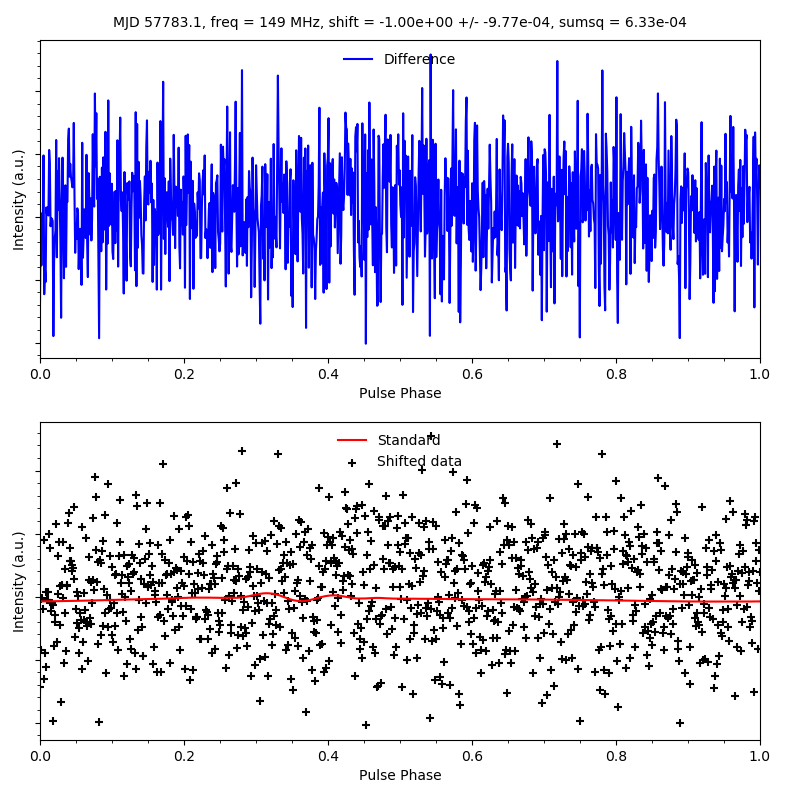 MJD 57783.1, freq = 149 MHz, shift = -1.00e+00 +/- -9.77e-04, sumsq = 6.33e-04
Difference
Intensity (a.u.)
0.0 0.2 0.4 0.6 0.8 1.0
Pulse Phase
Standard
Shifted data
Intensity (a.u.)
0.0 0.2 0.4 0.6 0.8 1.0
Pulse Phase